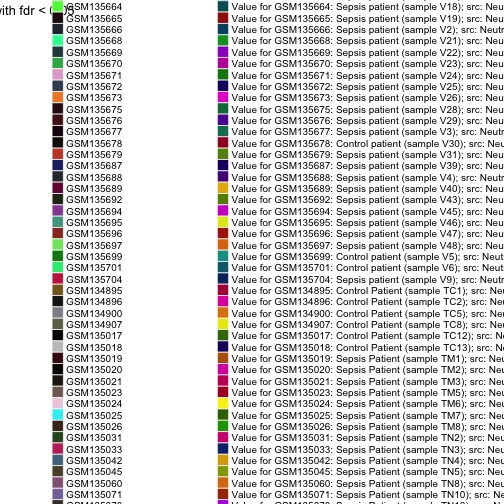 with fdr < 0.05
GSM135664 Value for GSM135664: Sepsis patient (sample V18); src: Neu
GSM135665 Value for GSM135665: Sepsis patient (sample V19); src: Neu
GSM135666 Value for GSM135666: Sepsis patient (sample V2); src: Neutr
GSM135668 Value for GSM135668: Sepsis patient (sample V21); src: Neu
GSM135669 Value for GSM135669: Sepsis patient (sample V22); src: Neu
GSM135670 Value for GSM135670: Sepsis patient (sample V23); src: Neu
GSM135671 Value for GSM135671: Sepsis patient (sample V24); src: Neu
GSM135672 Value for GSM135672: Sepsis patient (sample V25); src: Neu
GSM135673 Value for GSM135673: Sepsis patient (sample V26); src: Neu
GSM135675 Value for GSM135675: Sepsis patient (sample V28); src: Neu
GSM135676 Value for GSM135676: Sepsis patient (sample V29); src: Neu
GSM135677 Value for GSM135677: Sepsis patient (sample V3); src: Neutr
GSM135678 Value for GSM135678: Control patient (sample V30); src: Neu
GSM135679 Value for GSM135679: Sepsis patient (sample V31); src: Neu
GSM135687 Value for GSM135687: Sepsis patient (sample V39); src: Neu
GSM135688 Value for GSM135688: Sepsis patient (sample V4); src: Neutr
GSM135689 Value for GSM135689: Sepsis patient (sample V40); src: Neu
GSM135692 Value for GSM135692: Sepsis patient (sample V43); src: Neu
GSM135694 Value for GSM135694: Sepsis patient (sample V45); src: Neu
GSM135695 Value for GSM135695: Sepsis patient (sample V46); src: Neu
GSM135696 Value for GSM135696: Sepsis patient (sample V47); src: Neu
GSM135697 Value for GSM135697: Sepsis patient (sample V48); src: Neu
GSM135699 Value for GSM135699: Control patient (sample V5); src: Neut
GSM135701 Value for GSM135701: Control patient (sample V6); src: Neut
GSM135704 Value for GSM135704: Sepsis patient (sample V9); src: Neutr
GSM134895 Value for GSM134895: Control Patient (sample TC1); src: Ne
GSM134896 Value for GSM134896: Control Patient (sample TC2); src: Ne
GSM134900 Value for GSM134900: Control Patient (sample TC5); src: Ne
GSM134907 Value for GSM134907: Control Patient (sample TC8); src: Ne
GSM135017 Value for GSM135017: Control Patient (sample TC12); src: N
GSM135018 Value for GSM135018: Control Patient (sample TC13); src: N
GSM135019 Value for GSM135019: Sepsis Patient (sample TM1); src: Ne
GSM135020 Value for GSM135020: Sepsis Patient (sample TM2); src: Ne
GSM135021 Value for GSM135021: Sepsis Patient (sample TM3); src: Ne
GSM135023 Value for GSM135023: Sepsis Patient (sample TM5); src: Ne
GSM135024 Value for GSM135024: Sepsis Patient (sample TM6); src: Ne
GSM135025 Value for GSM135025: Sepsis Patient (sample TM7); src: Ne
GSM135026 Value for GSM135026: Sepsis Patient (sample TM8); src: Ne
GSM135031 Value for GSM135031: Sepsis Patient (sample TN2); src: Neu
GSM135033 Value for GSM135033: Sepsis Patient (sample TN3); src: Neu
GSM135042 Value for GSM135042: Sepsis Patient (sample TN4); src: Neu
GSM135045 Value for GSM135045: Sepsis Patient (sample TN5); src: Neu
GSM135060 Value for GSM135060: Sepsis Patient (sample TN8); src: Neu
GSM135071 Value for GSM135071: Sepsis Patient (sample TN10); src: Ne